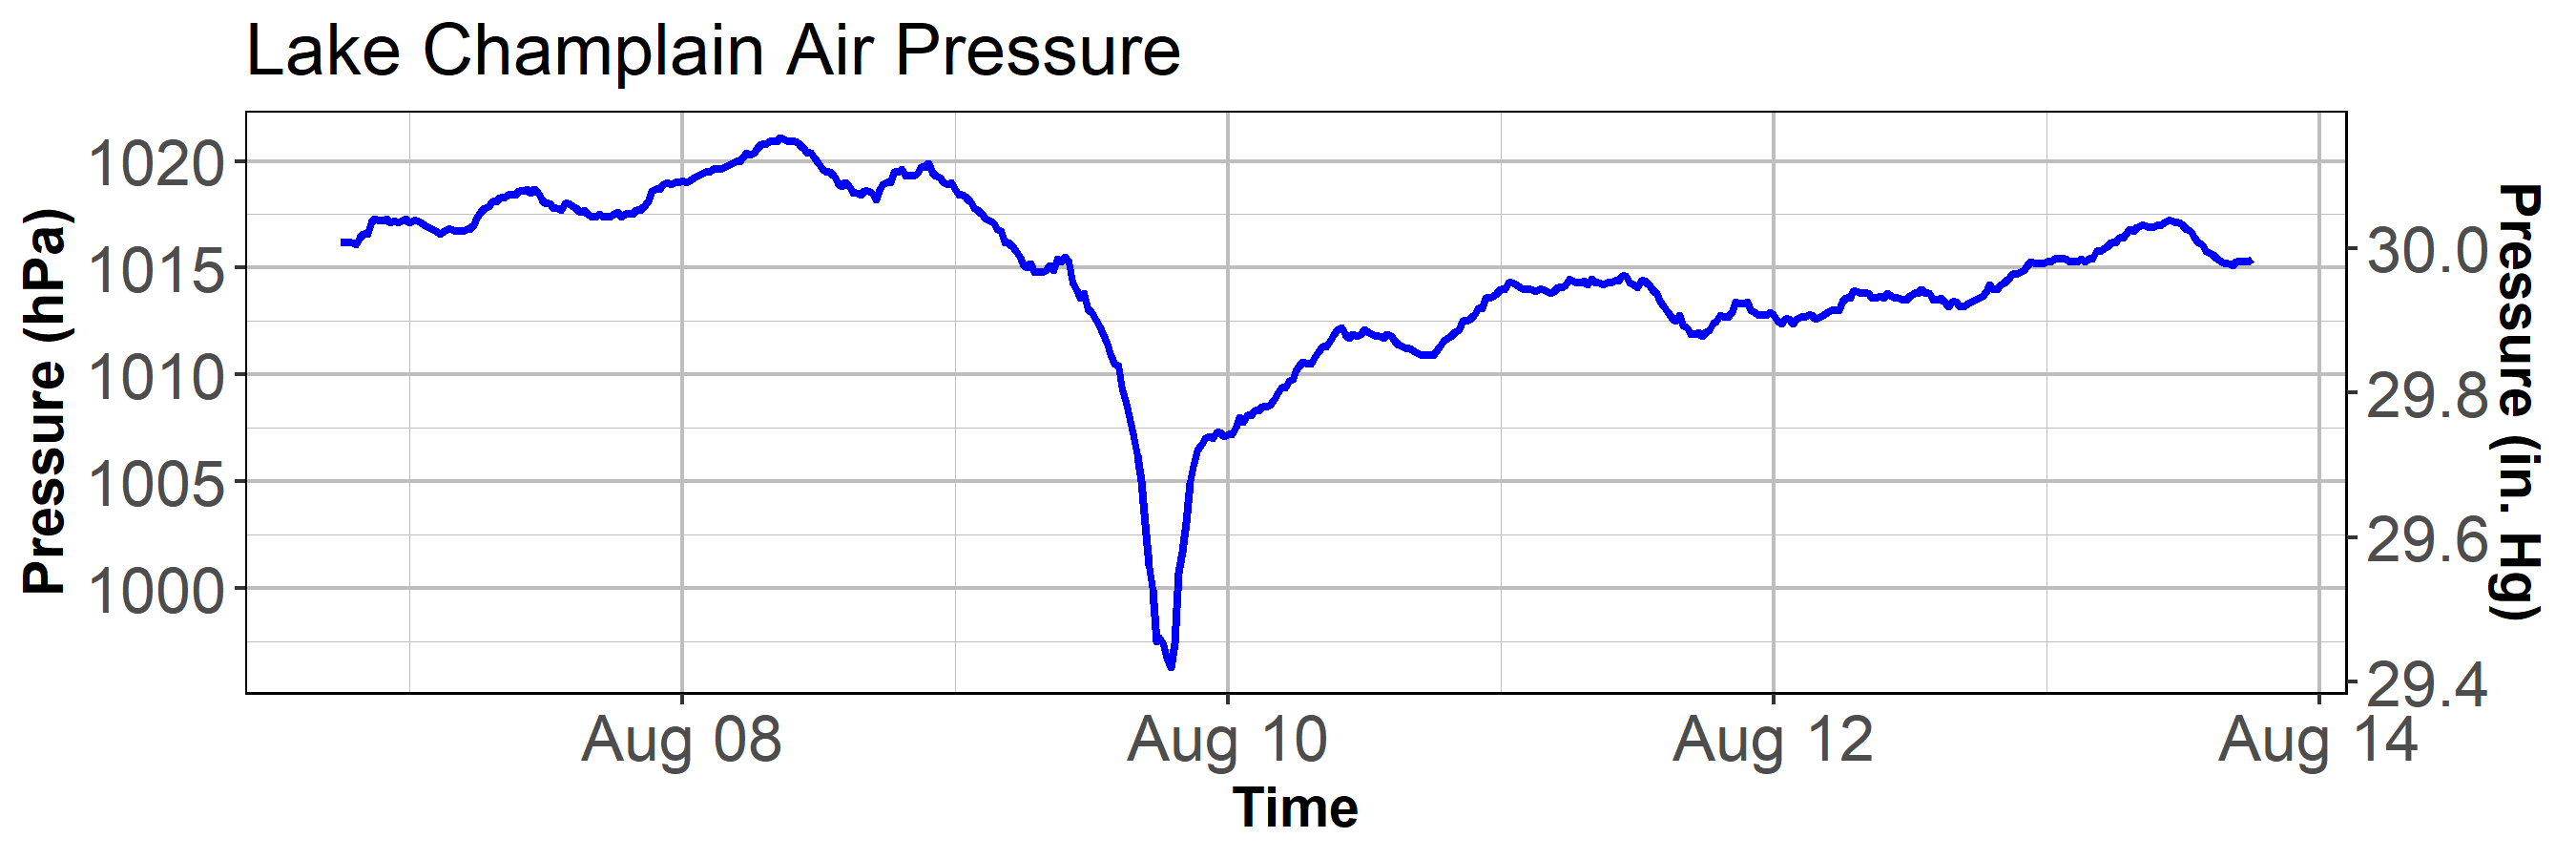 Lake Champlain Air Pressure
Pressure (hPa)
1020
1015
1010
1005
1000
30.0
29.8
29.6
29.4
Pressure (in. Hg)
Aug 08
Aug 10
Aug 12
Aug 14
Time